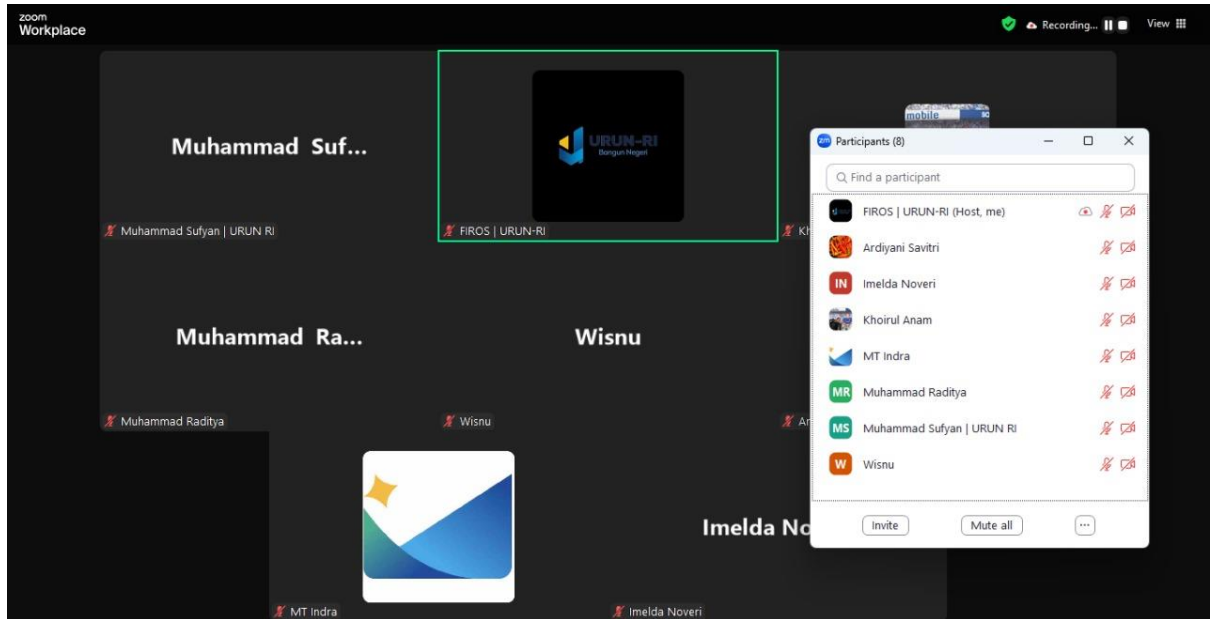 zoom
Workplace
Recording...
View
Muhammad Suf...
URUN-RI
Bangun Negeri
mobile
Muhammad Sufyan | URUN RI
FIROS | URUN-RI
Kh
Muhammad Ra...
Wisnu
Muhammad Raditya
Wisnu
Ar
Imelda No
MT Indra
Imelda Noveri
zm Participants (8)
Find a participant
FIROS | URUN-RI (Host, me)
Ardiyani Savitri
IN Imelda Noveri
Khoirul Anam
MT Indra
MR Muhammad Raditya
MS Muhammad Sufyan | URUN RI
W Wisnu
Invite Mute all ...